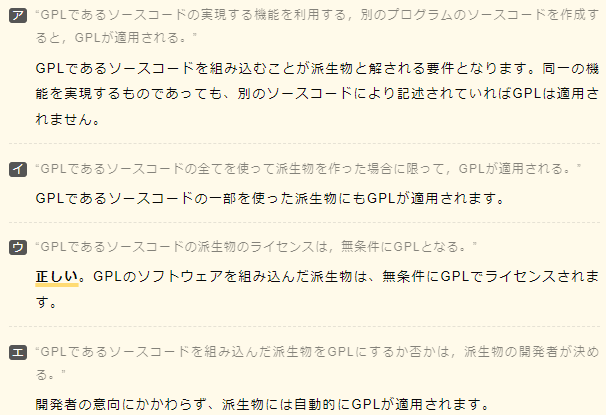 ア “GPLであるソースコードの実現する機能を利用する，別のプログラムのソースコードを作成す
ると，GPLが適用される。”
GPLであるソースコードを組み込むことが派生物と解される要件となります。同一の機
能を実現するものであっても、別のソースコードにより記述されていればGPLは適用さ
れません。
イ “GPLであるソースコードの全てを使って派生物を作った場合に限って，GPLが適用される。”
GPLであるソースコードの一部を使った派生物にもGPLが適用されます。
ウ “GPLであるソースコードの派生物のライセンスは，無条件にGPLとなる。”
正しい。GPLのソフトウェアを組み込んだ派生物は、無条件にGPLでライセンスされま
す。
エ “GPLであるソースコードを組み込んだ派生物をGPLにするか否かは，派生物の開発者が決め
る。”
開発者の意向にかかわらず、派生物には自動的にGPLが適用されます。